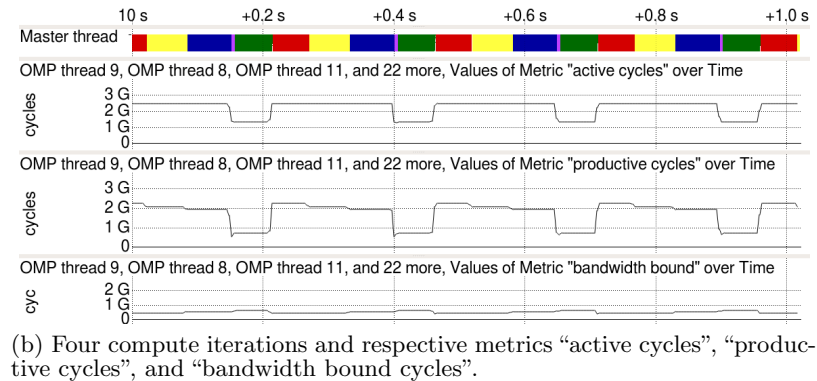 10 s +0.2 s +0.4 s +0.6 s +0.8 s +1.0 s
Master thread
OMP thread 9, OMP thread 8, OMP thread 11, and 22 more, Values of Metric "active cycles" over Time
cycles
3 G
2 G
1 G
0
OMP thread 9, OMP thread 8, OMP thread 11, and 22 more, Values of Metric "productive cycles" over Time
cycles
3 G
2 G
1 G
0
OMP thread 9, OMP thread 8, OMP thread 11, and 22 more, Values of Metric "bandwidth bound" over Time
cyc
2 G
1 G
0
(b) Four compute iterations and respective metrics “active cycles”, “produc-
tive cycles”, and “bandwidth bound cycles”.